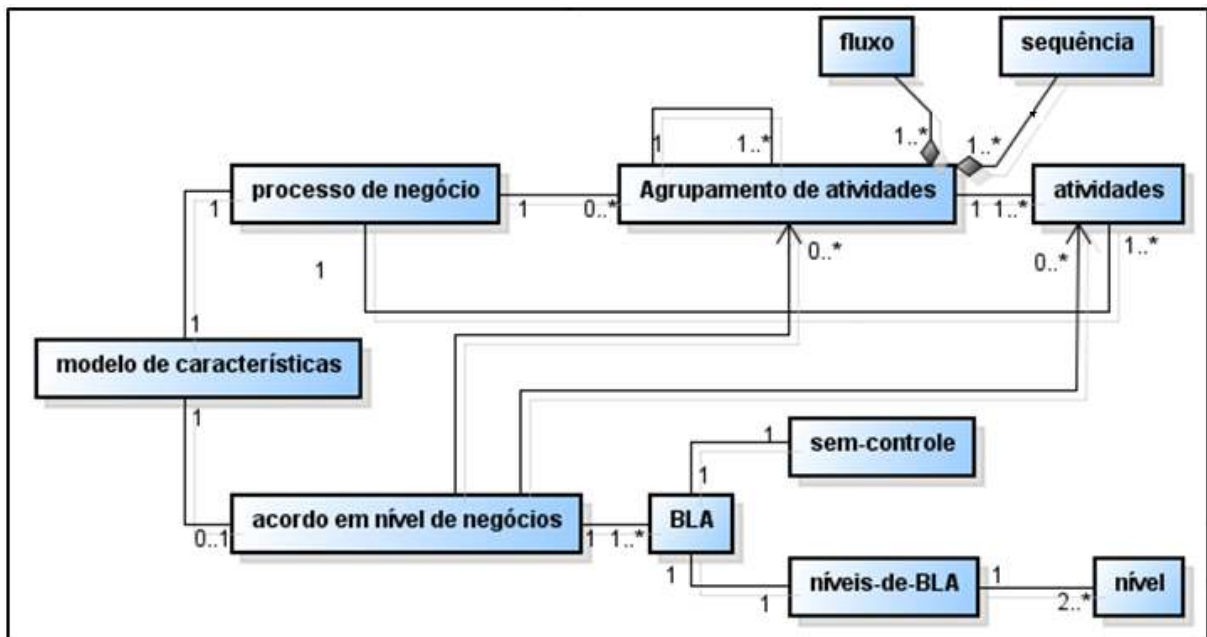 fluxo
sequência
1..*
1..*
1
1..*
processo de negócio
Agrupamento de atividades
atividades
1
1
0..*
1
1..*
1..*
0..*
0..*
1
1
modelo de características
1
sem-controle
1
1
acordo em nível de negócios
BLA
0..1
1
1..*
1
níveis-de-BLA
1
nível
1
2..*